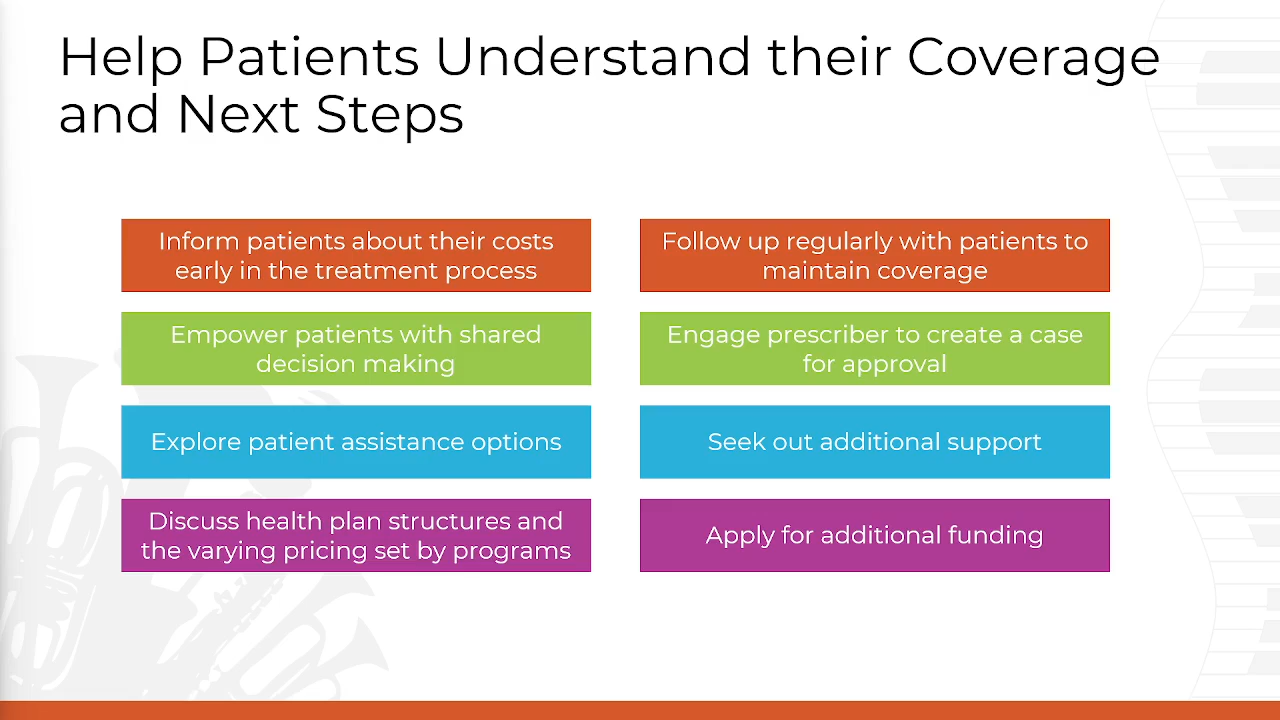 Help Patients Understand their Coverage
and Next Steps
Inform patients about their costs
early in the treatment process
Follow up regularly with patients to
maintain coverage
Empower patients with shared
decision making
Engage prescriber to create a case
for approval
Explore patient assistance options
Seek out additional support
Discuss health plan structures and
the varying pricing set by programs
Apply for additional funding